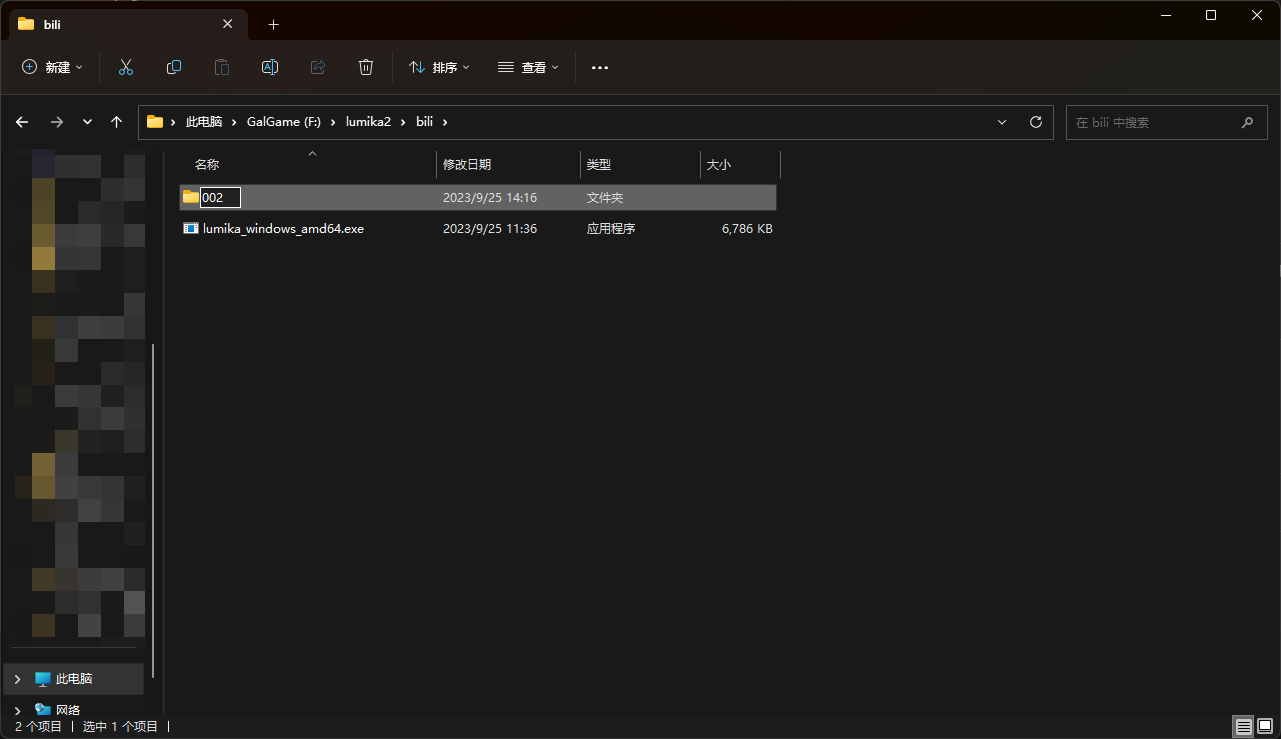 bili
新建
排序
查看
此电脑 GalGame (F:) lumika2 bili
在 bili 中搜索
名称 修改日期 类型 大小
002 2023/9/25 14:16 文件夹
lumika_windows_amd64.exe 2023/9/25 11:36 应用程序 6,786 KB
此电脑
网络
2 个项目 选中 1 个项目